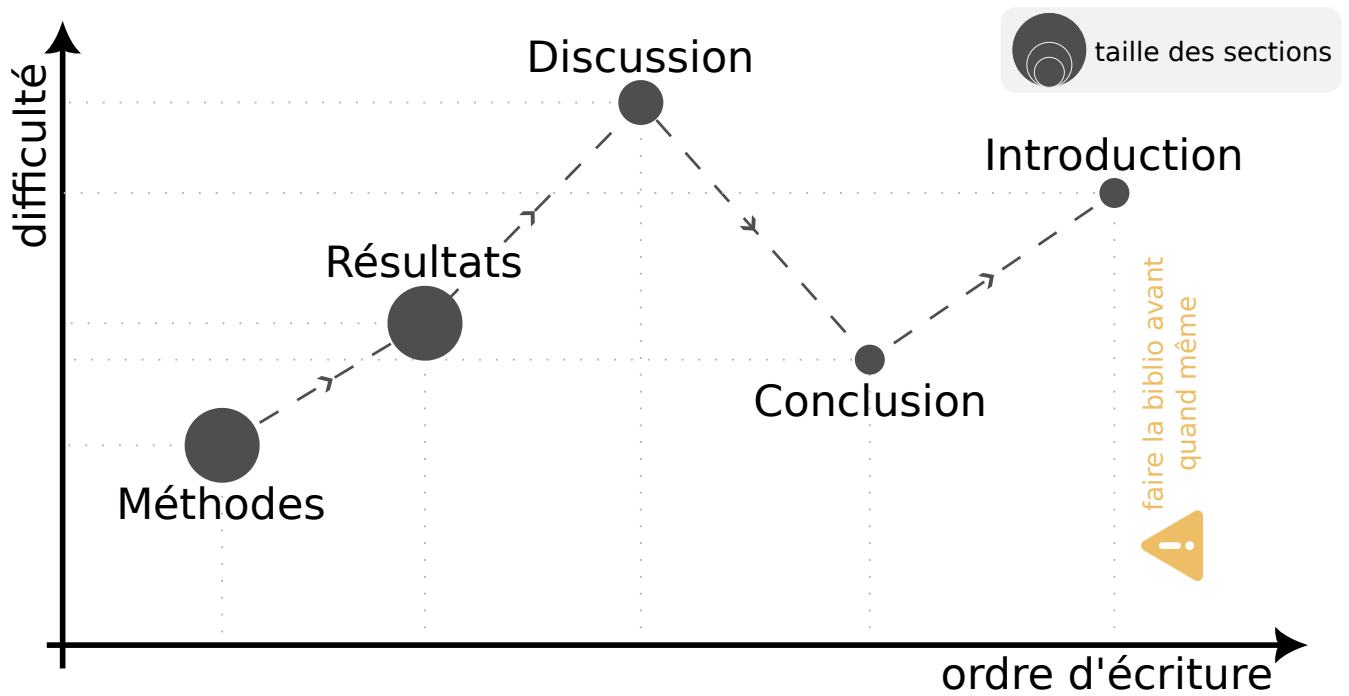 difficulté
Discussion
taille des sections
Introduction
Résultats
Conclusion
Méthodes
faire la biblio avant
quand même
ordre d'écriture